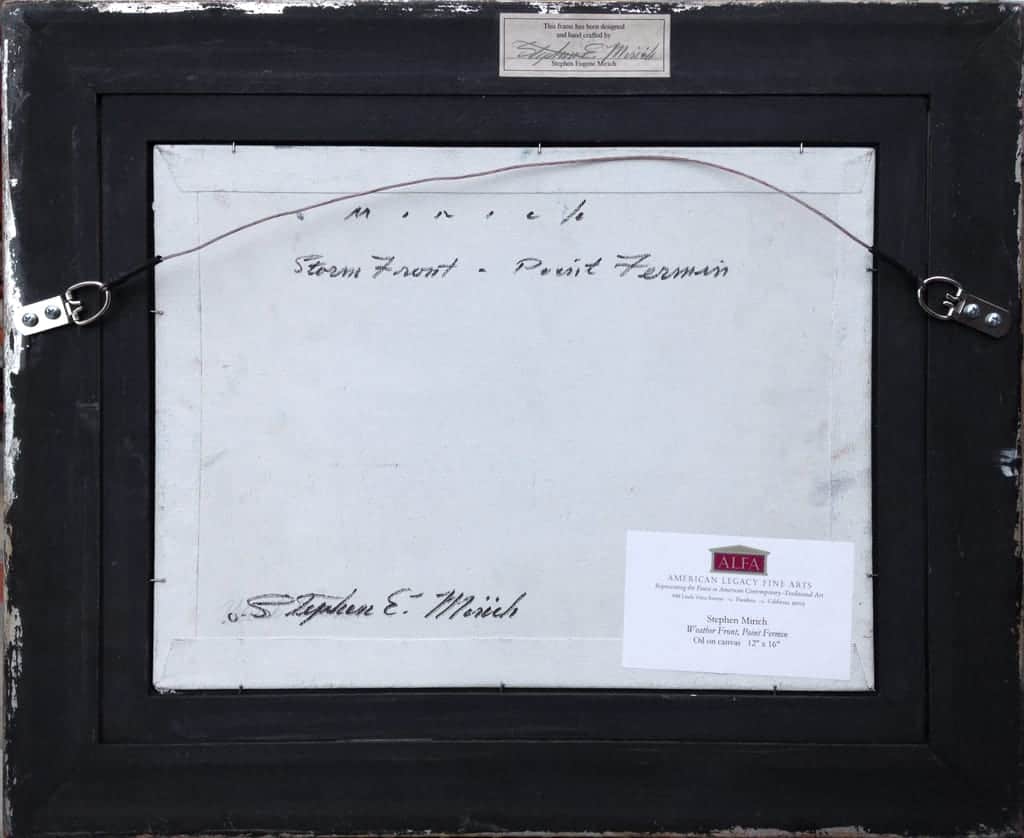 This frame has been designed
and hand crafted by
Stephen E. Mirich
Stephen Eugene Mirich
M i r i c h
Storm Front - Point Fermin
Stephen E. Mirich
ALFA
AMERICAN LEGACY FINE ARTS
Representing the Finest in American Contemporary-Traditional Art
Pasadena California
Stephen Mirich
Weather Front, Point Fermin
Oil on canvas 12" x 16"